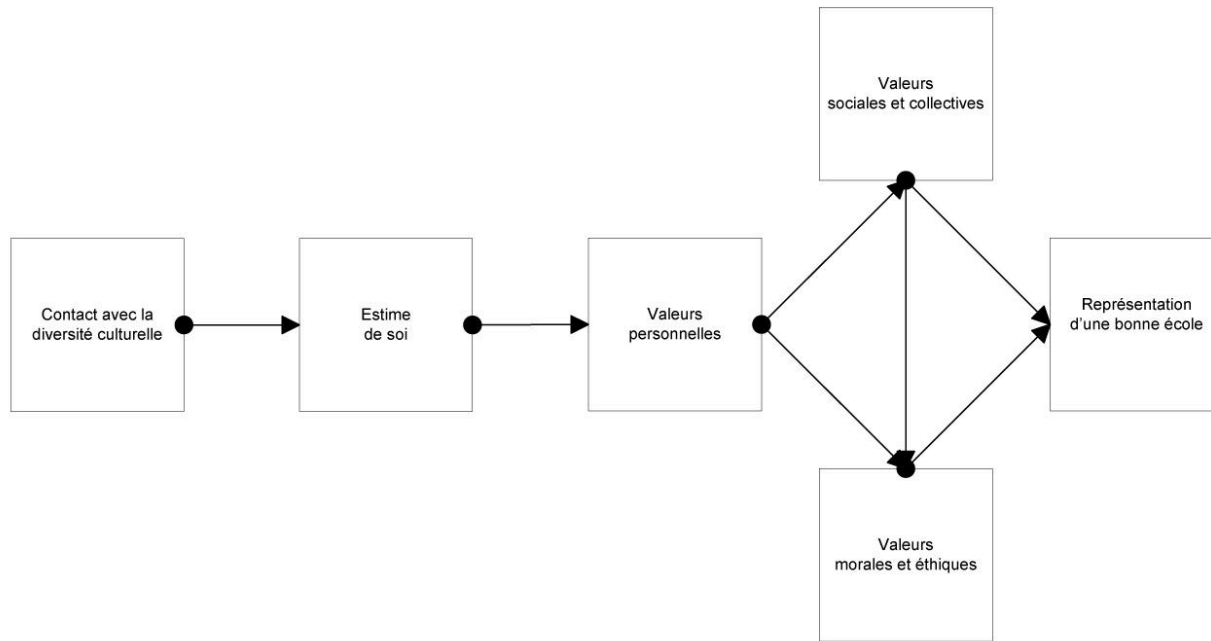 Valeurs
sociales et collectives
Contact avec la
diversité culturelle
Estime
de soi
Valeurs
personnelles
Représentation
d'une bonne école
Valeurs
morales et éthiques